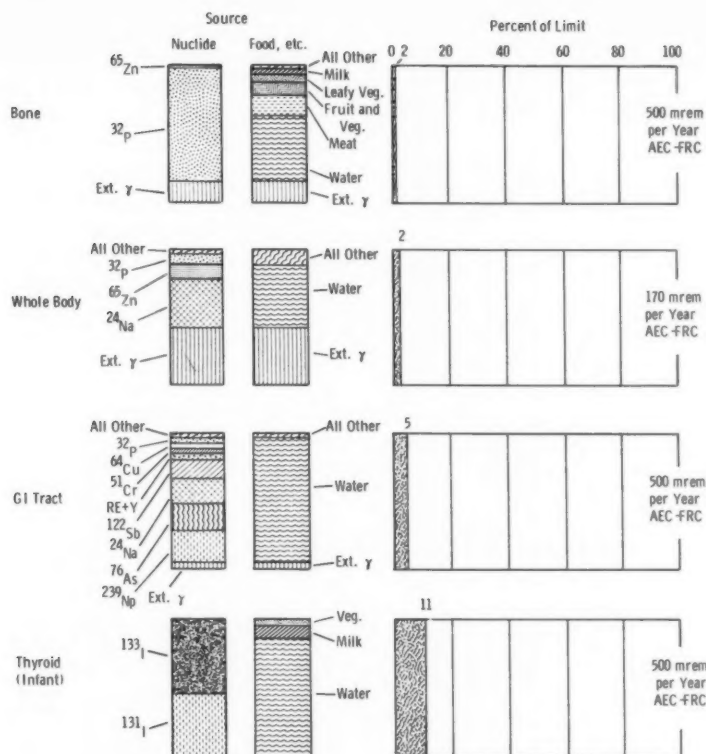 Source
Percent of Limit
Nuclide
Food, etc.
0 2 20 40 60 80 100
Bone
65Zn
32P
Ext. γ
All Other
Milk
Leafy Veg.
Fruit and
Veg.
Meat
Water
Ext. γ
500 mrem
per Year
AEC-FRC
Whole Body
All Other
32P
65Zn
24Na
Ext. γ
All Other
Water
Ext. γ
2
170 mrem
per Year
AEC-FRC
GI Tract
All Other
32P
64Cu
51Cr
RE+Y
122Sb
24Na
76As
239Np
Ext. γ
All Other
Water
Ext. γ
5
500 mrem
per Year
AEC-FRC
Thyroid
(Infant)
133I
131I
Veg.
Milk
Water
11
500 mrem
per Year
AEC-FRC